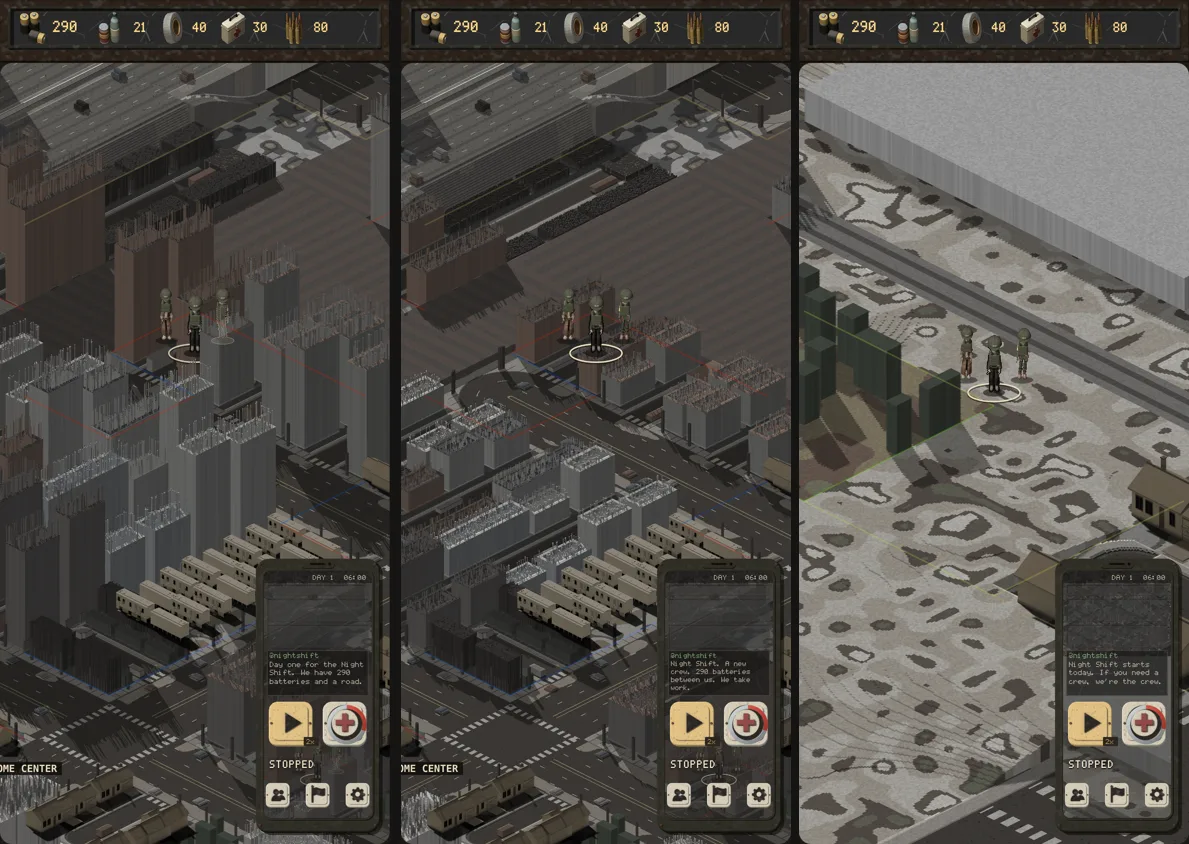 290 21 40 30 80
DAY 1 06:00
@nightshift
Day one for the Night
Shift. We have 290
batteries and a road.
2x
STOPPED
OME CENTER
290 21 40 30 80
DAY 1 06:00
@nightshift
Night Shift. A new
crew. 290 batteries
between us. We take
work.
2x
STOPPED
OME CENTER
290 21 40 30 80
DAY 1 06:00
@nightshift
Night Shift starts
today. If you need a
crew, we're the crew.
2x
STOPPED